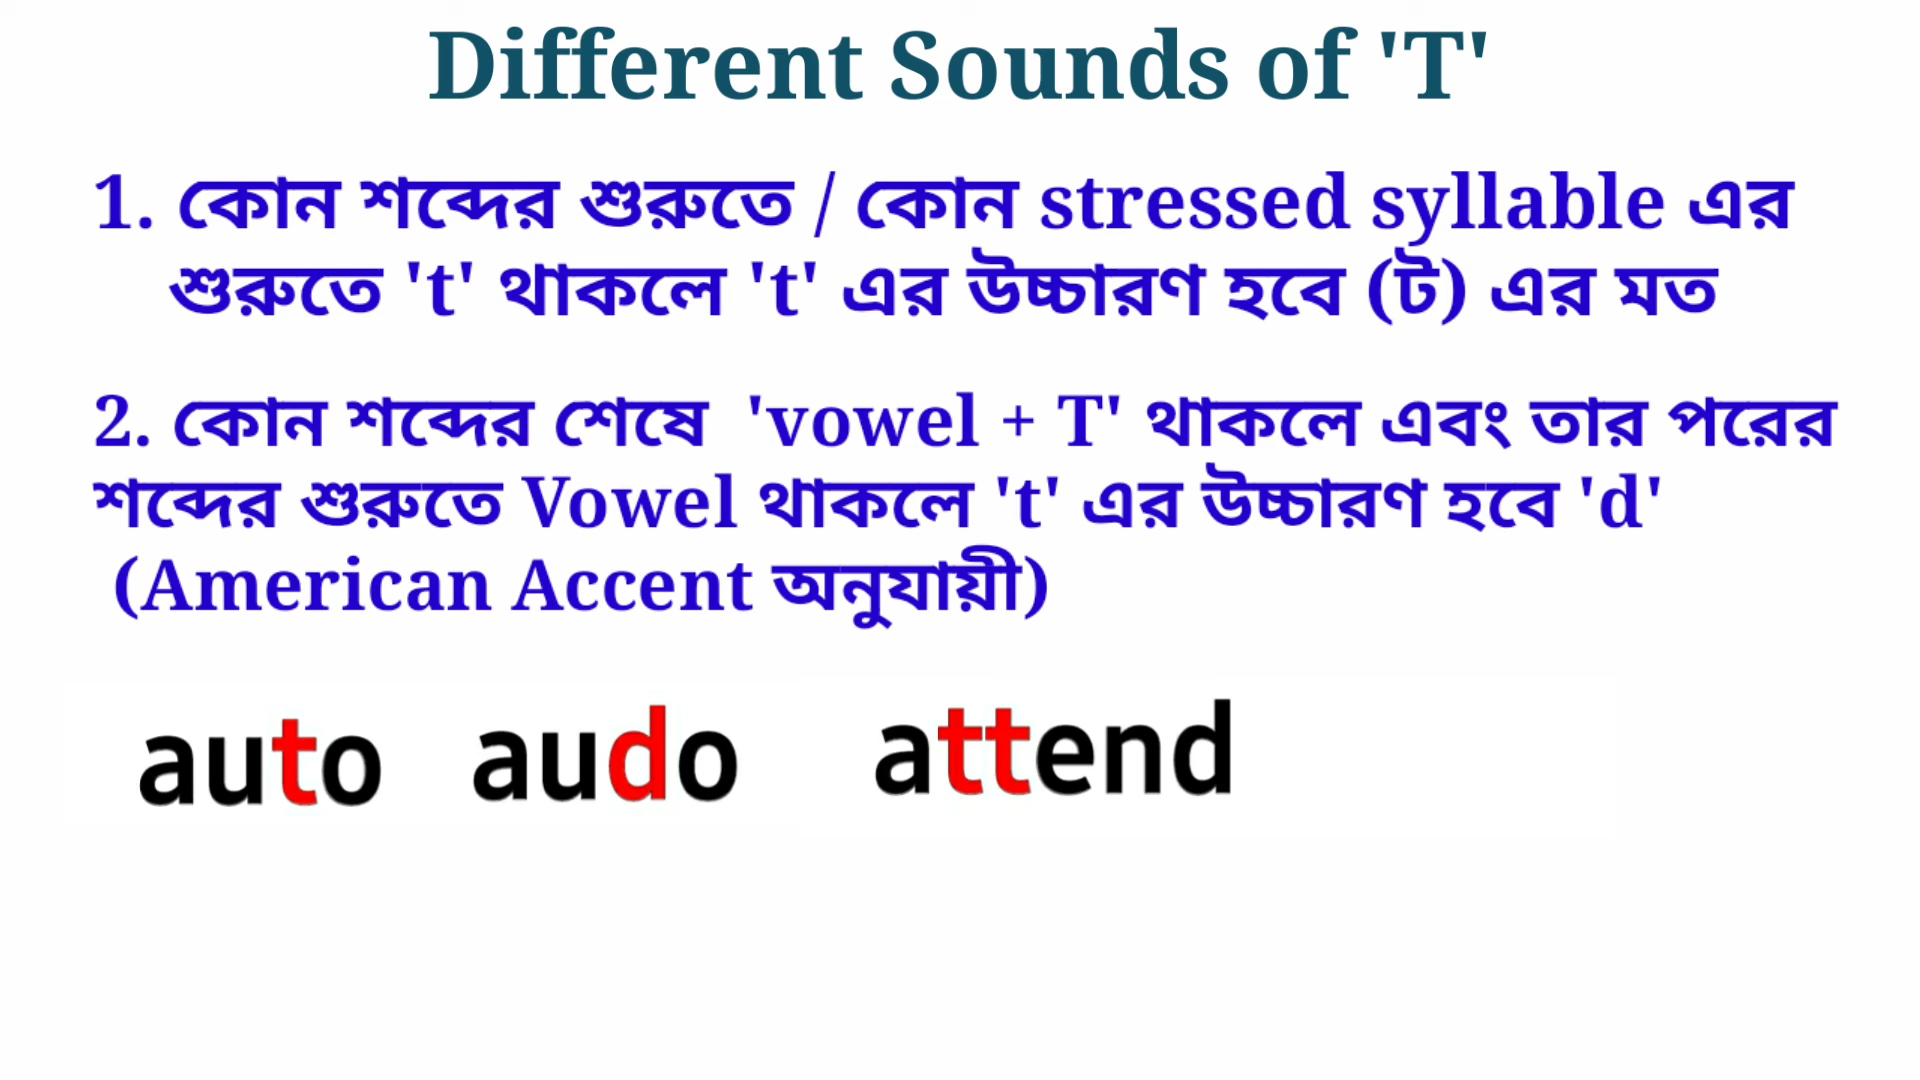 Different Sounds of 'T'
1. কোন শব্দের শুরুতে / কোন stressed syllable এর
শুরুতে 't' থাকলে 't' এর উচ্চারণ হবে (ট) এর মত
2. কোন শব্দের শেষে 'vowel + T' থাকলে এবং তার পরের
শব্দের শুরুতে Vowel থাকলে 't' এর উচ্চারণ হবে 'd'
(American Accent অনুযায়ী)
auto audo attend